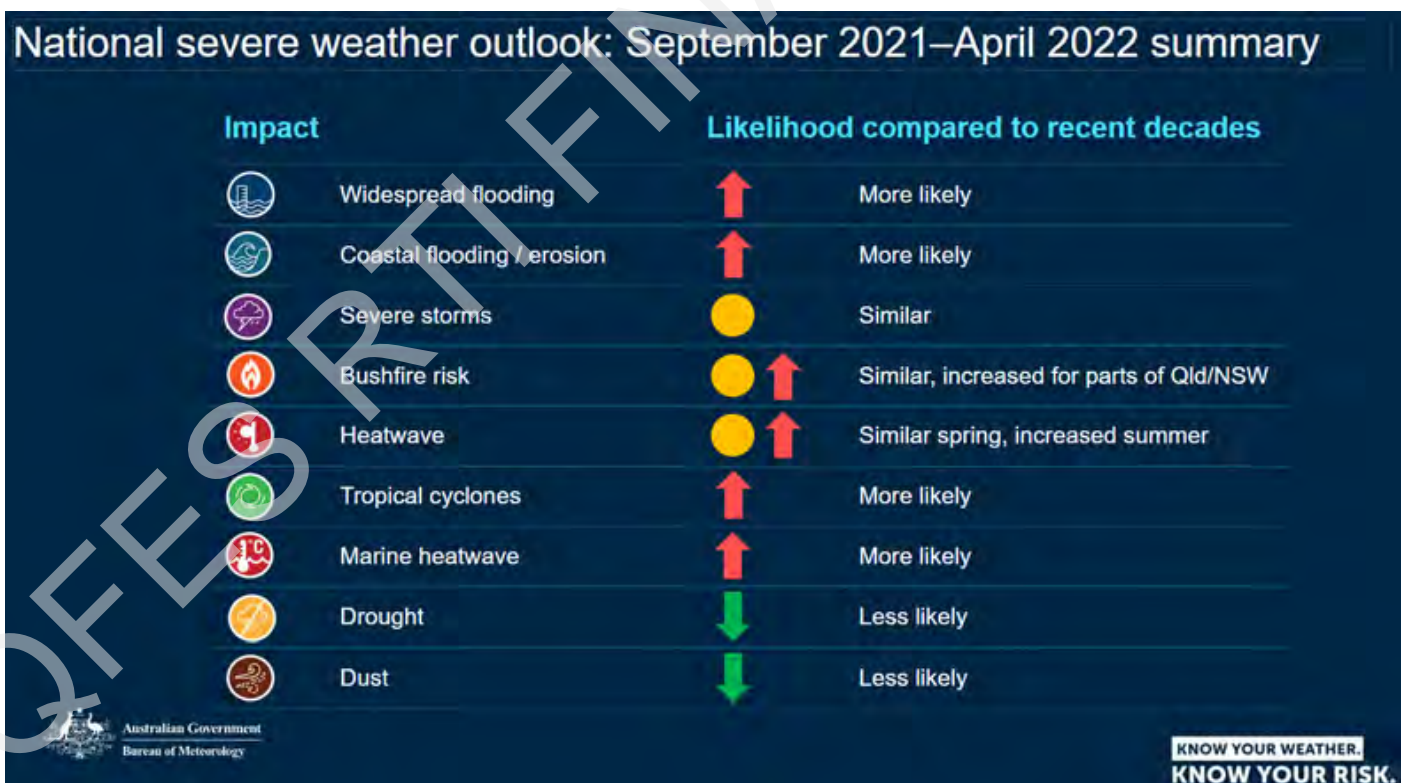 National severe weather outlook: September 2021–April 2022 summary
Impact Likelihood compared to recent decades
Widespread flooding More likely
Coastal flooding / erosion More likely
Severe storms Similar
Bushfire risk Similar, increased for parts of Qld/NSW
Heatwave Similar spring, increased summer
Tropical cyclones More likely
°C
Marine heatwave More likely
Drought Less likely
Dust Less likely
Australian Government
Bureau of Meteorology
KNOW YOUR WEATHER.
KNOW YOUR RISK.
QFES RTI FINA